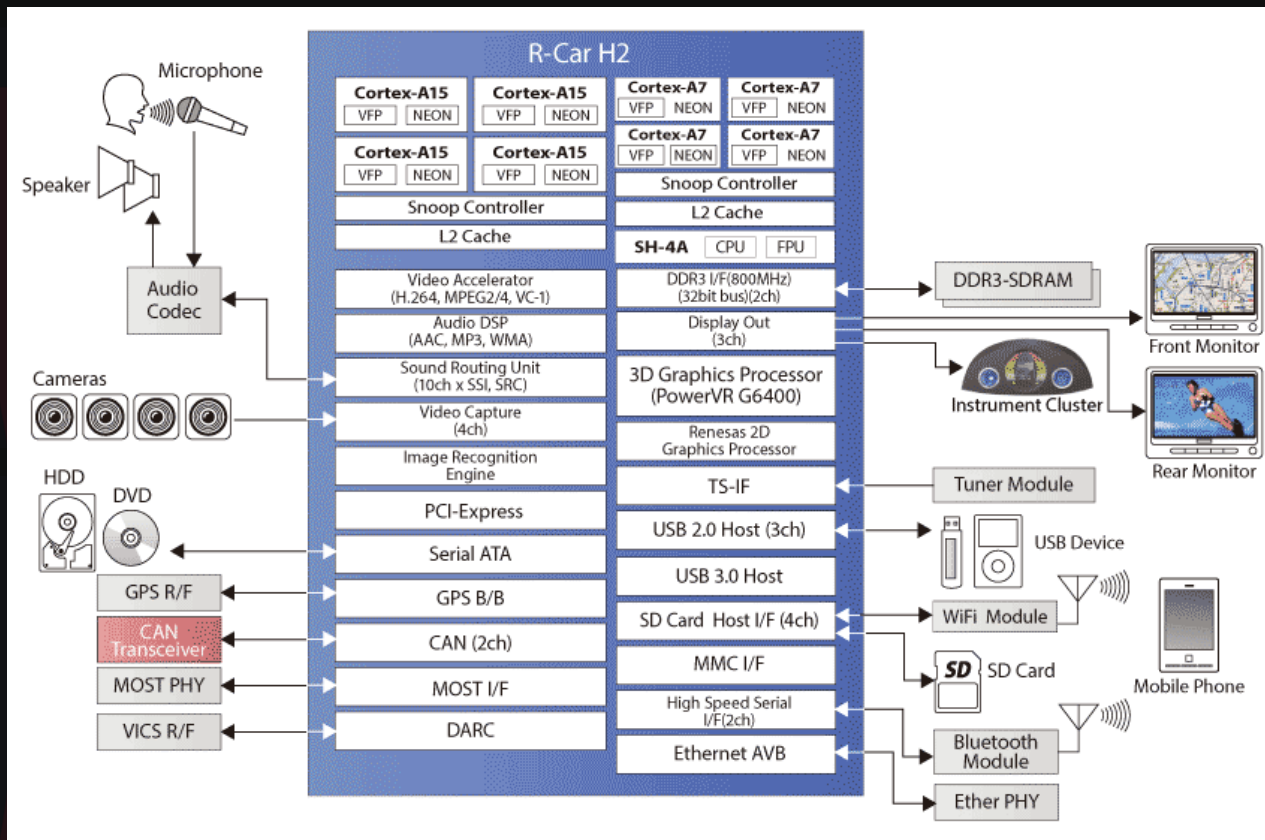 R-Car H2
Microphone
Speaker
Audio
Codec
Cameras
HDD
DVD
GPS R/F
CAN
Transceiver
MOST PHY
VICS R/F
Cortex-A15
VFP NEON
Cortex-A15
VFP NEON
Cortex-A15
VFP NEON
Cortex-A15
VFP NEON
Snoop Controller
L2 Cache
Video Accelerator
(H.264, MPEG2/4, VC-1)
Audio DSP
(AAC, MP3, WMA)
Sound Routing Unit
(10ch x SSI, SRC)
Video Capture
(4ch)
Image Recognition
Engine
PCI-Express
Serial ATA
GPS B/B
CAN (2ch)
MOST I/F
DARC
Cortex-A7
VFP NEON
Cortex-A7
VFP NEON
Cortex-A7
VFP NEON
Cortex-A7
VFP NEON
Snoop Controller
L2 Cache
SH-4A CPU FPU
DDR3 I/F(800MHz)
(32bit bus)(2ch)
Display Out
(3ch)
3D Graphics Processor
(PowerVR G6400)
Renesas 2D
Graphics Processor
TS-IF
USB 2.0 Host (3ch)
USB 3.0 Host
SD Card Host I/F (4ch)
MMC I/F
High Speed Serial
I/F(2ch)
Ethernet AVB
DDR3-SDRAM
Front Monitor
Instrument Cluster
Rear Monitor
Tuner Module
USB Device
WiFi Module
SD
SD Card
Mobile Phone
Bluetooth
Module
Ether PHY